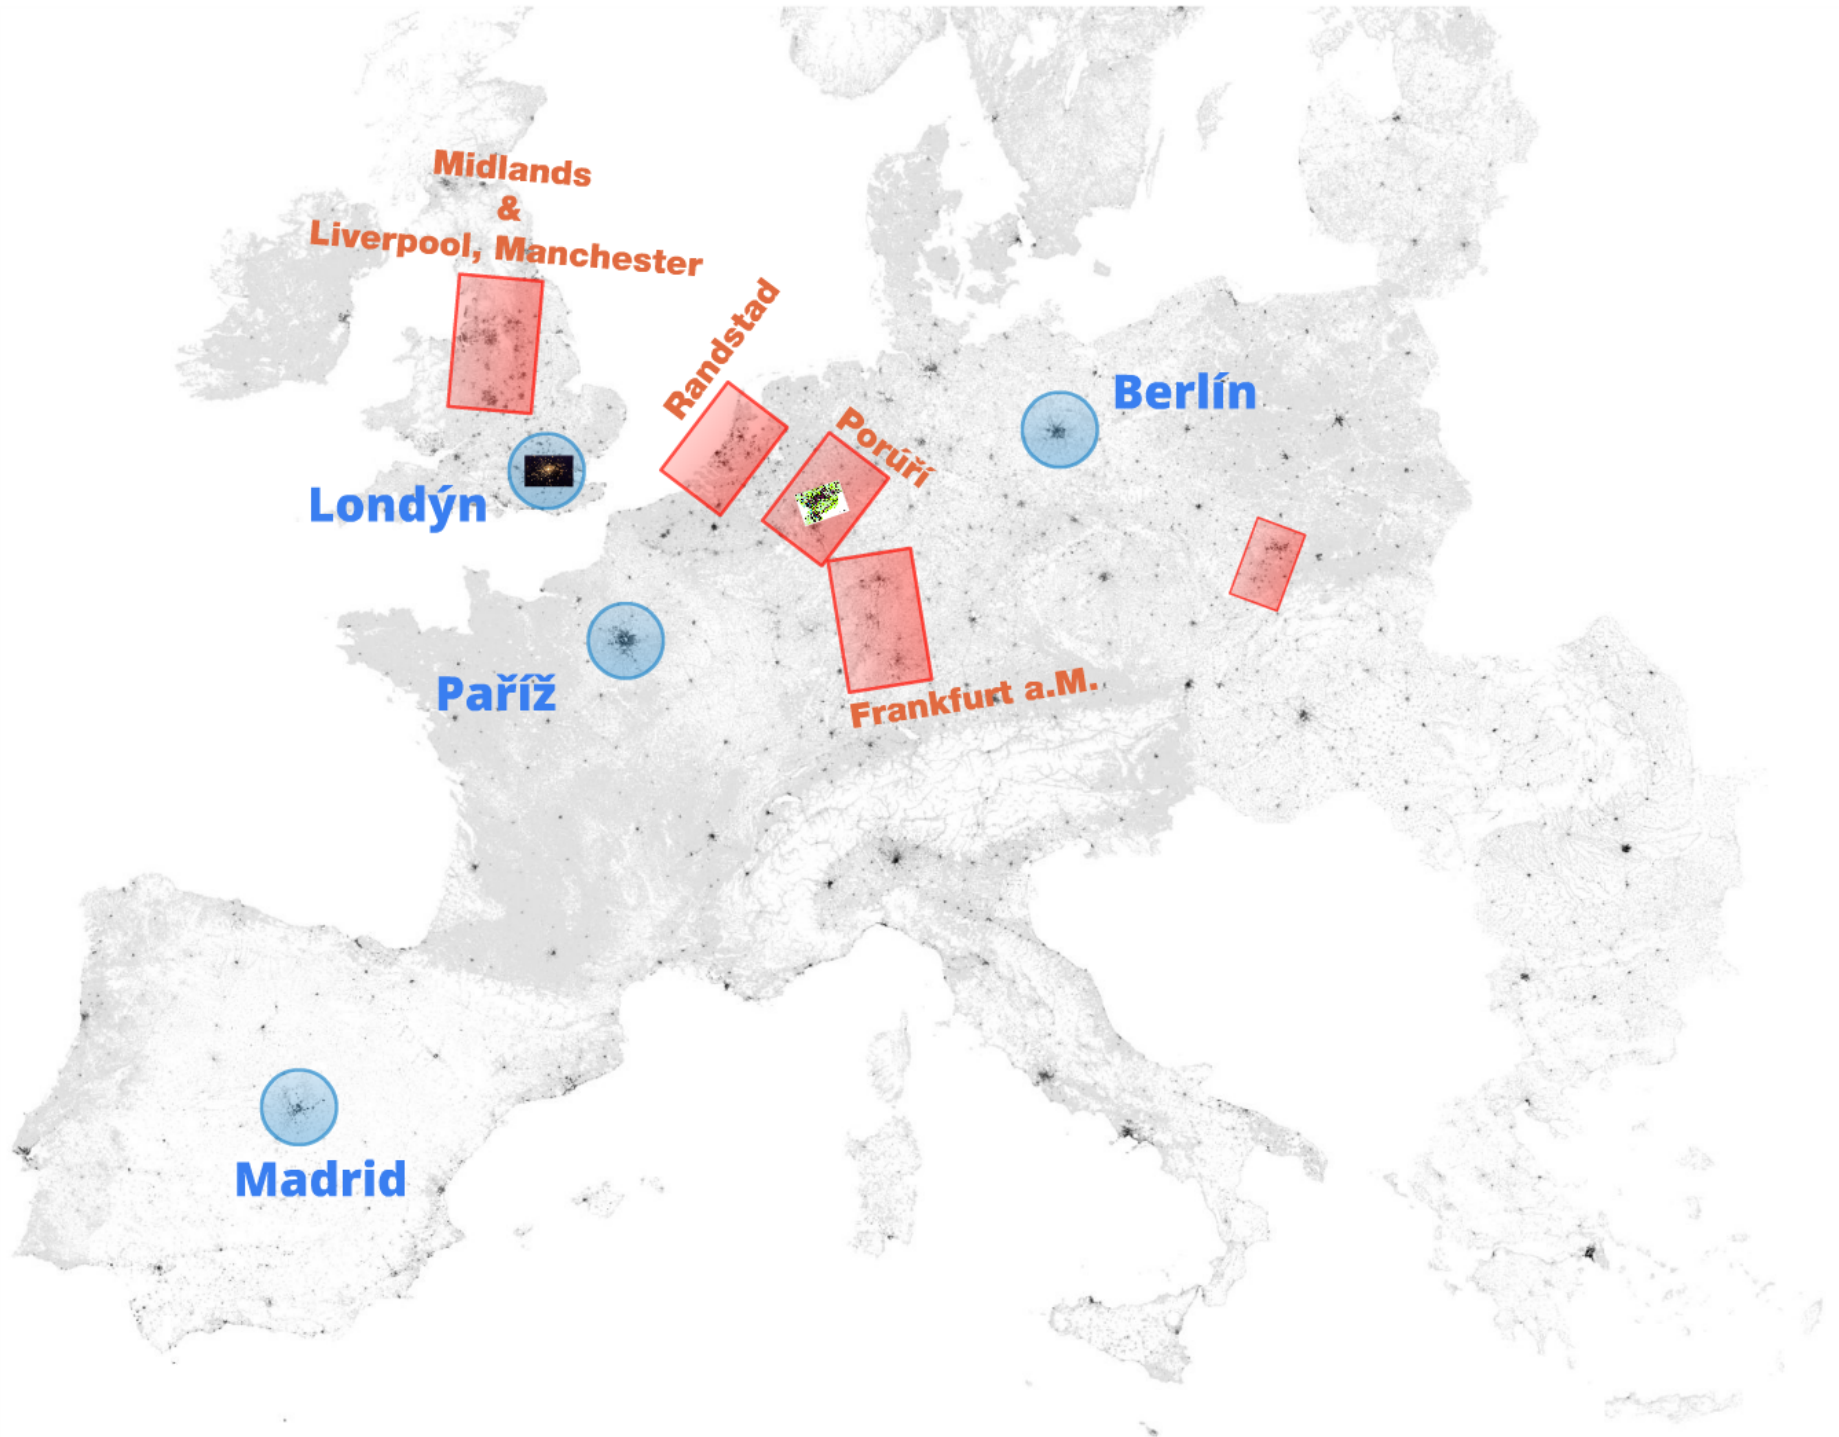 Midlands
&
Liverpool, Manchester
Randstad
Porúří
Berlín
Londýn
Paříž
Frankfurt a.M.
Madrid